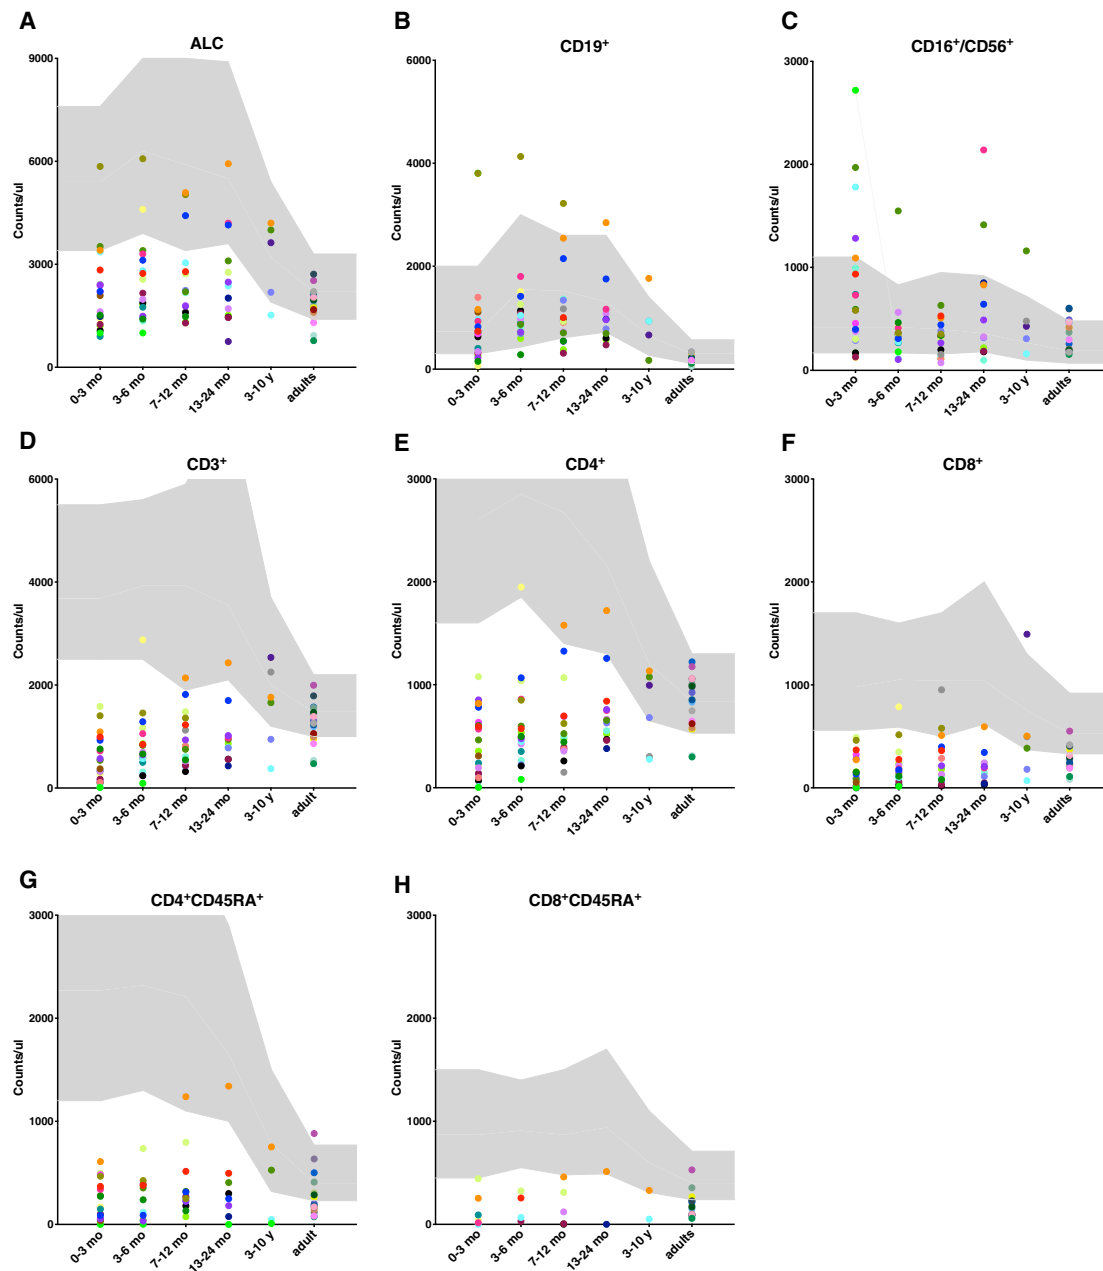 A
ALC
Counts/ul
9000
6000
3000
0
0-3 mo
3-6 mo
7-12 mo
13-24 mo
3-10 y
adults
B
CD19+
Counts/ul
6000
4000
2000
0
0-3 mo
3-6 mo
7-12 mo
13-24 mo
3-10 y
adults
C
CD16+/CD56+
Counts/ul
3000
2000
1000
0
0-3 mo
3-6 mo
7-12 mo
13-24 mo
3-10 y
adults
D
CD3+
Counts/ul
6000
4000
2000
0
0-3 mo
3-6 mo
7-12 mo
13-24 mo
3-10 y
adult
E
CD4+
Counts/ul
3000
2000
1000
0
0-3 mo
3-6 mo
7-12 mo
13-24 mo
3-10 y
adult
F
CD8+
Counts/ul
3000
2000
1000
0
0-3 mo
3-6 mo
7-12 mo
13-24 mo
3-10 y
adults
G
CD4+CD45RA+
Counts/ul
3000
2000
1000
0
0-3 mo
3-6 mo
7-12 mo
13-24 mo
3-10 y
adult
H
CD8+CD45RA+
Counts/ul
3000
2000
1000
0
0-3 mo
3-6 mo
7-12 mo
13-24 mo
3-10 y
adults